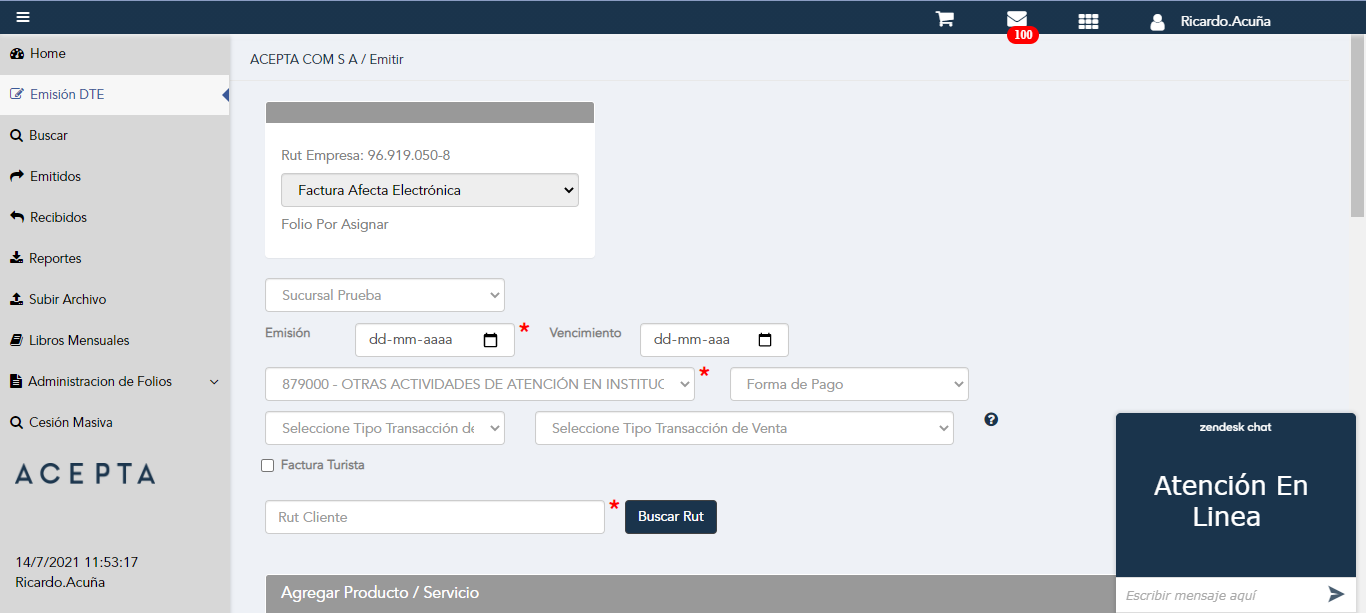 Ricardo.Acuña
100
Home
Emisión DTE
Buscar
Emitidos
Recibidos
Reportes
Subir Archivo
Libros Mensuales
Administracion de Folios
Cesión Masiva
ACEPTA
14/7/2021 11:53:17
Ricardo.Acuña
ACEPTA COM S A / Emitir
Rut Empresa: 96.919.050-8
Factura Afecta Electrónica
Folio Por Asignar
Sucursal Prueba
Emisión dd-mm-aaaa * Vencimiento dd-mm-aaa
879000 - OTRAS ACTIVIDADES DE ATENCIÓN EN INSTITUC * Forma de Pago
Seleccione Tipo Transacción de Seleccione Tipo Transacción de Venta ?
Factura Turista
Rut Cliente * Buscar Rut
Agregar Producto / Servicio
zendesk chat
Atención En
Linea
Escribir mensaje aquí